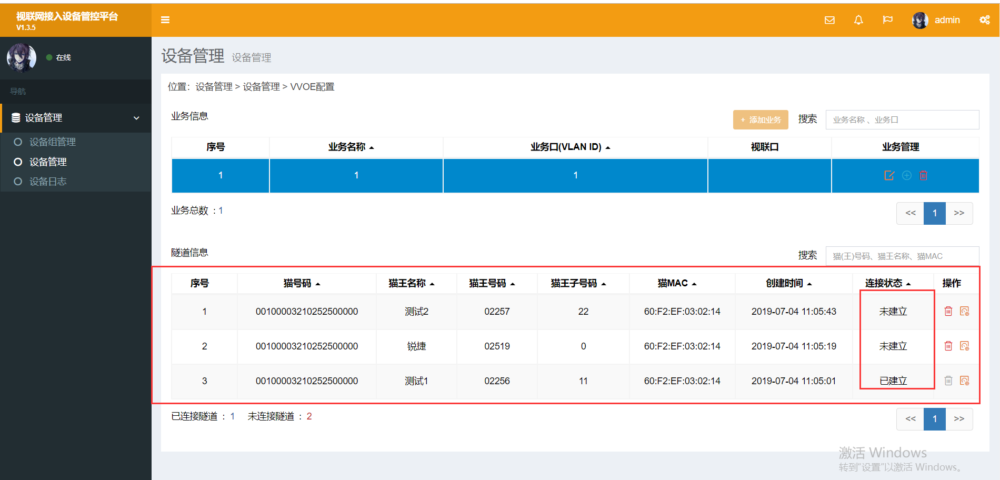 视联网接入设备管控平台
V1.3.5
admin
在线
导航
设备管理
设备组管理
设备管理
设备日志
设备管理 设备管理
位置：设备管理 > 设备管理 > VVOE配置
业务信息
+ 添加业务 搜索 业务名称 、业务口
序号 业务名称 业务口(VLAN ID) 视联口 业务管理
1 1 1
业务总数 : 1
<< 1 >>
隧道信息
搜索 猫(王)号码、猫王名称、猫MAC
序号 猫号码 猫王名称 猫王号码 猫王子号码 猫MAC 创建时间 连接状态 操作
1 00100003210252500000 测试2 02257 22 60:F2:EF:03:02:14 2019-07-04 11:05:43 未建立
2 00100003210252500000 锐捷 02519 0 60:F2:EF:03:02:14 2019-07-04 11:05:19 未建立
3 00100003210252500000 测试1 02256 11 60:F2:EF:03:02:14 2019-07-04 11:05:01 已建立
已连接隧道 : 1 未连接隧道 : 2
<< 1 >>
激活 Windows
转到"设置"以激活 Windows。